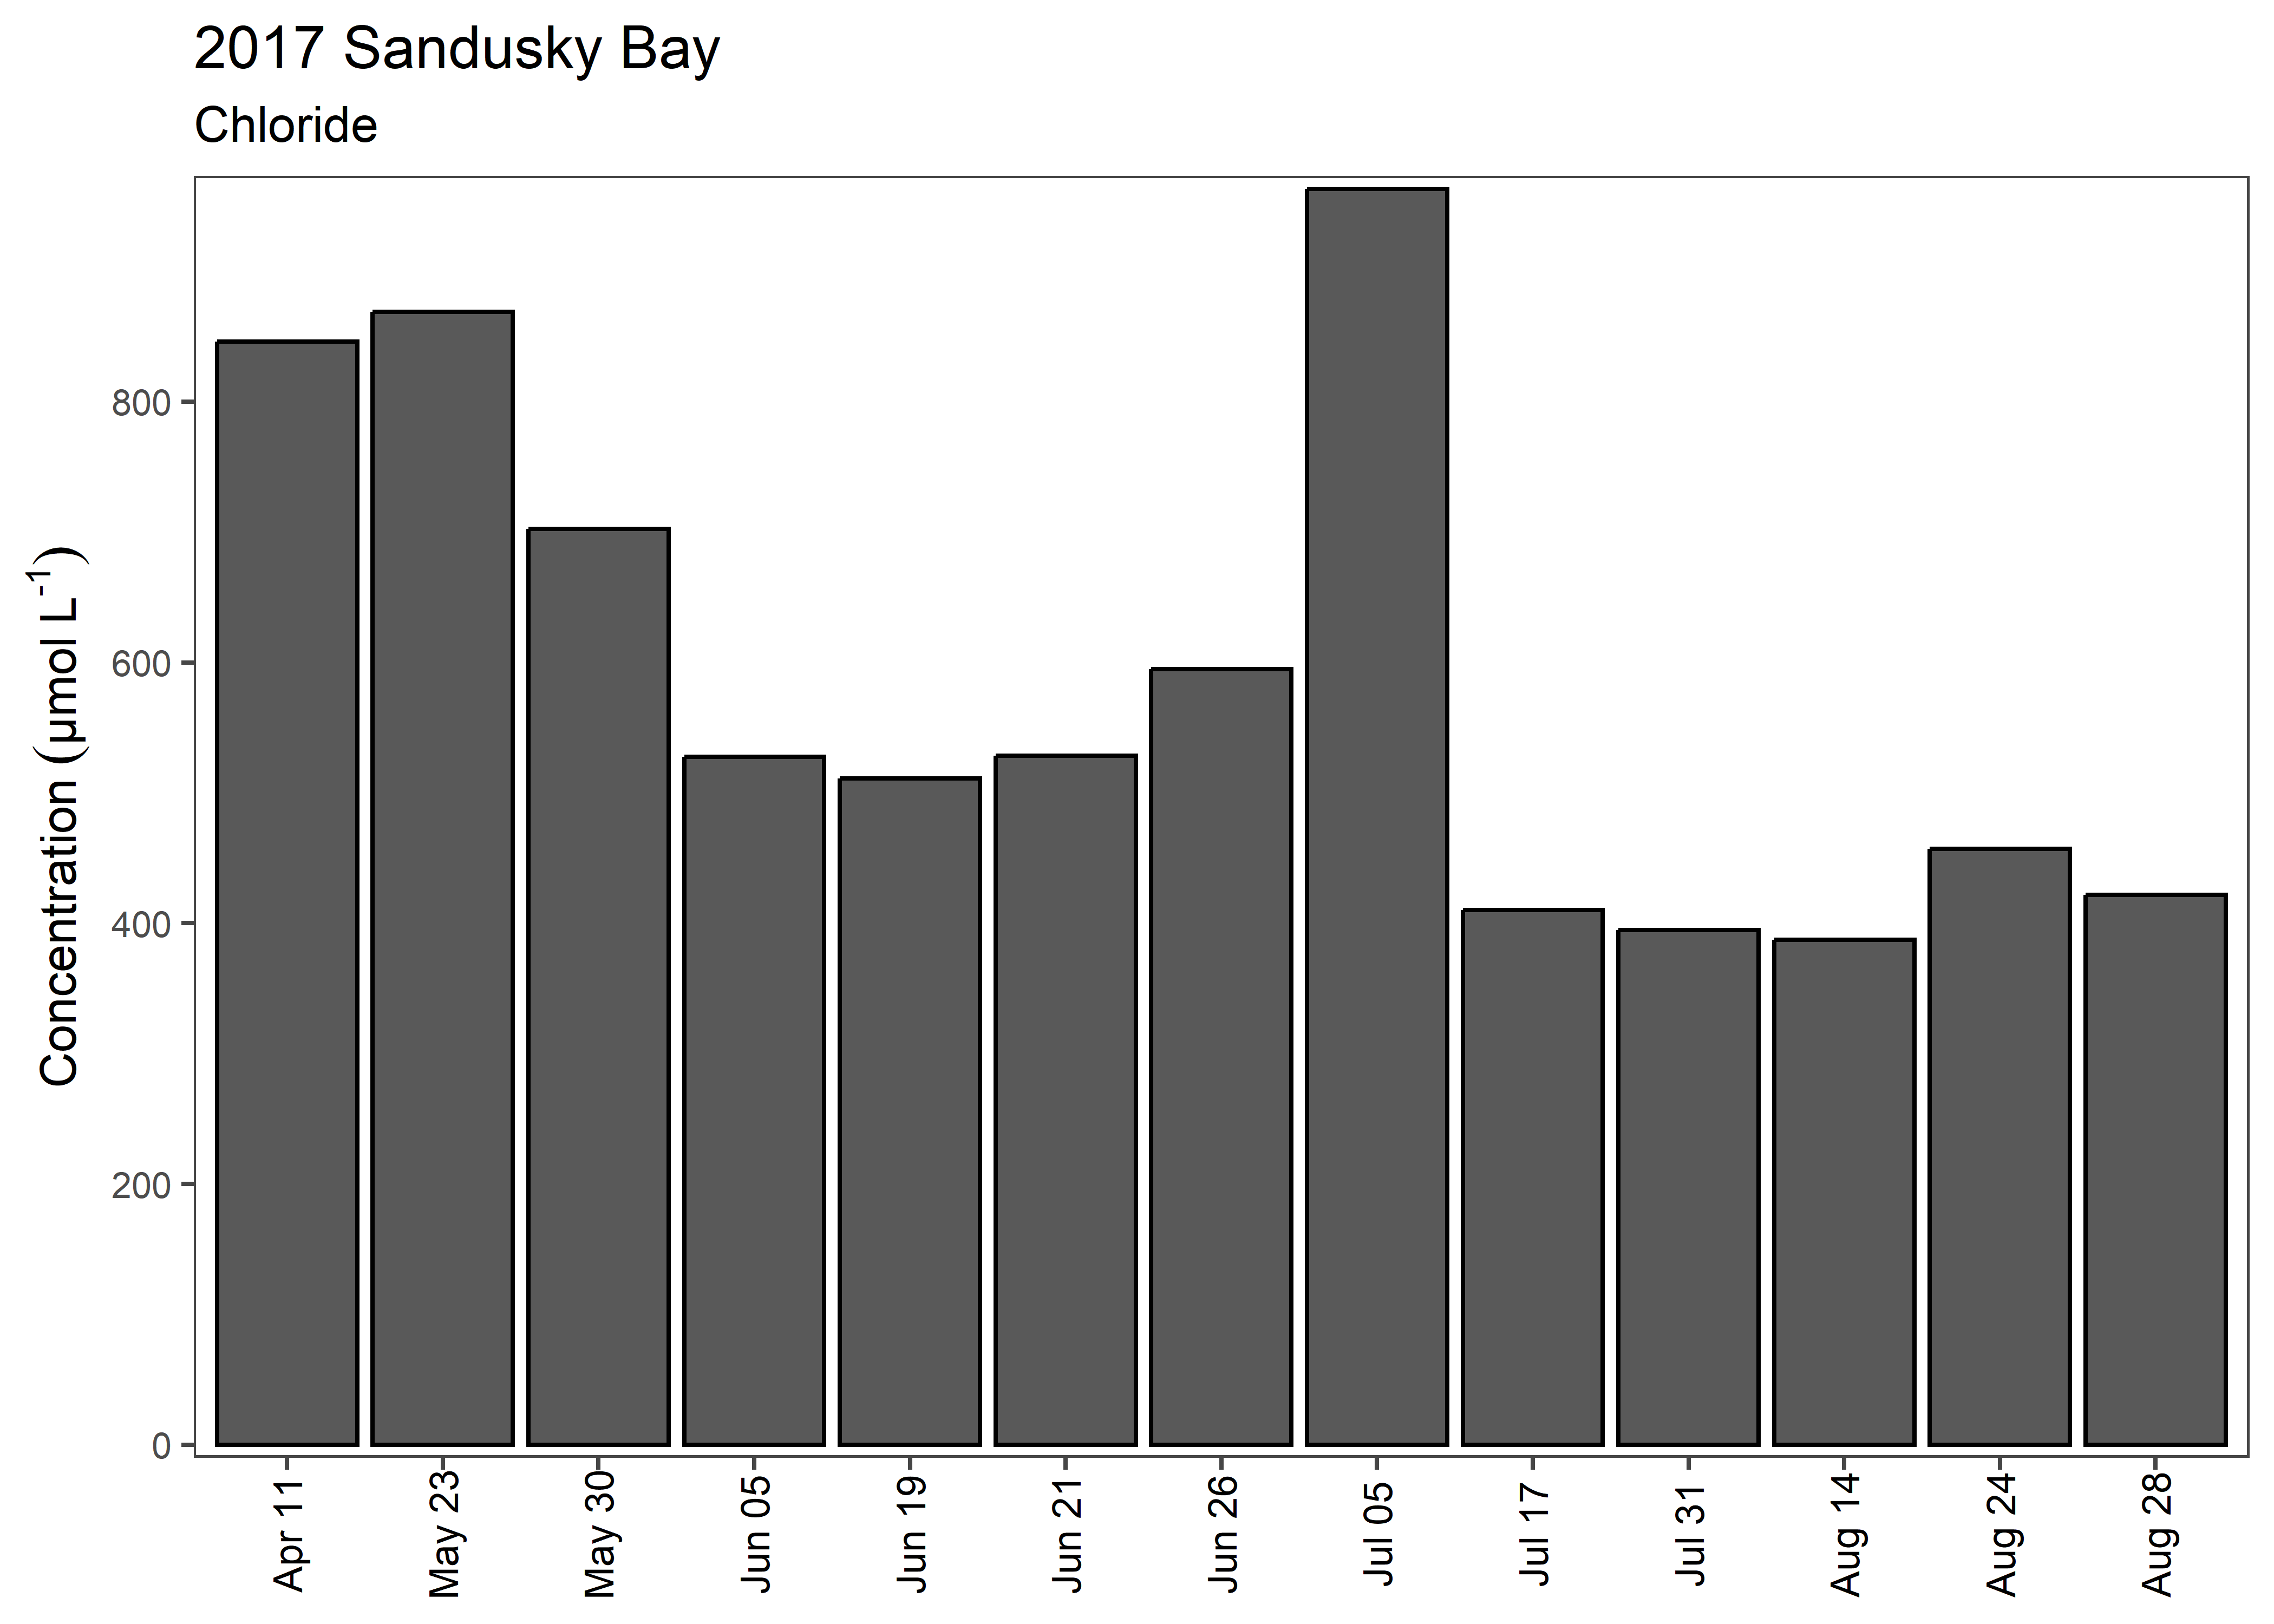 2017 Sandusky Bay
Chloride
Concentration (µmol L⁻¹)
800
600
400
200
0
Apr 11
May 23
May 30
Jun 05
Jun 19
Jun 21
Jun 26
Jul 05
Jul 17
Jul 31
Aug 14
Aug 24
Aug 28